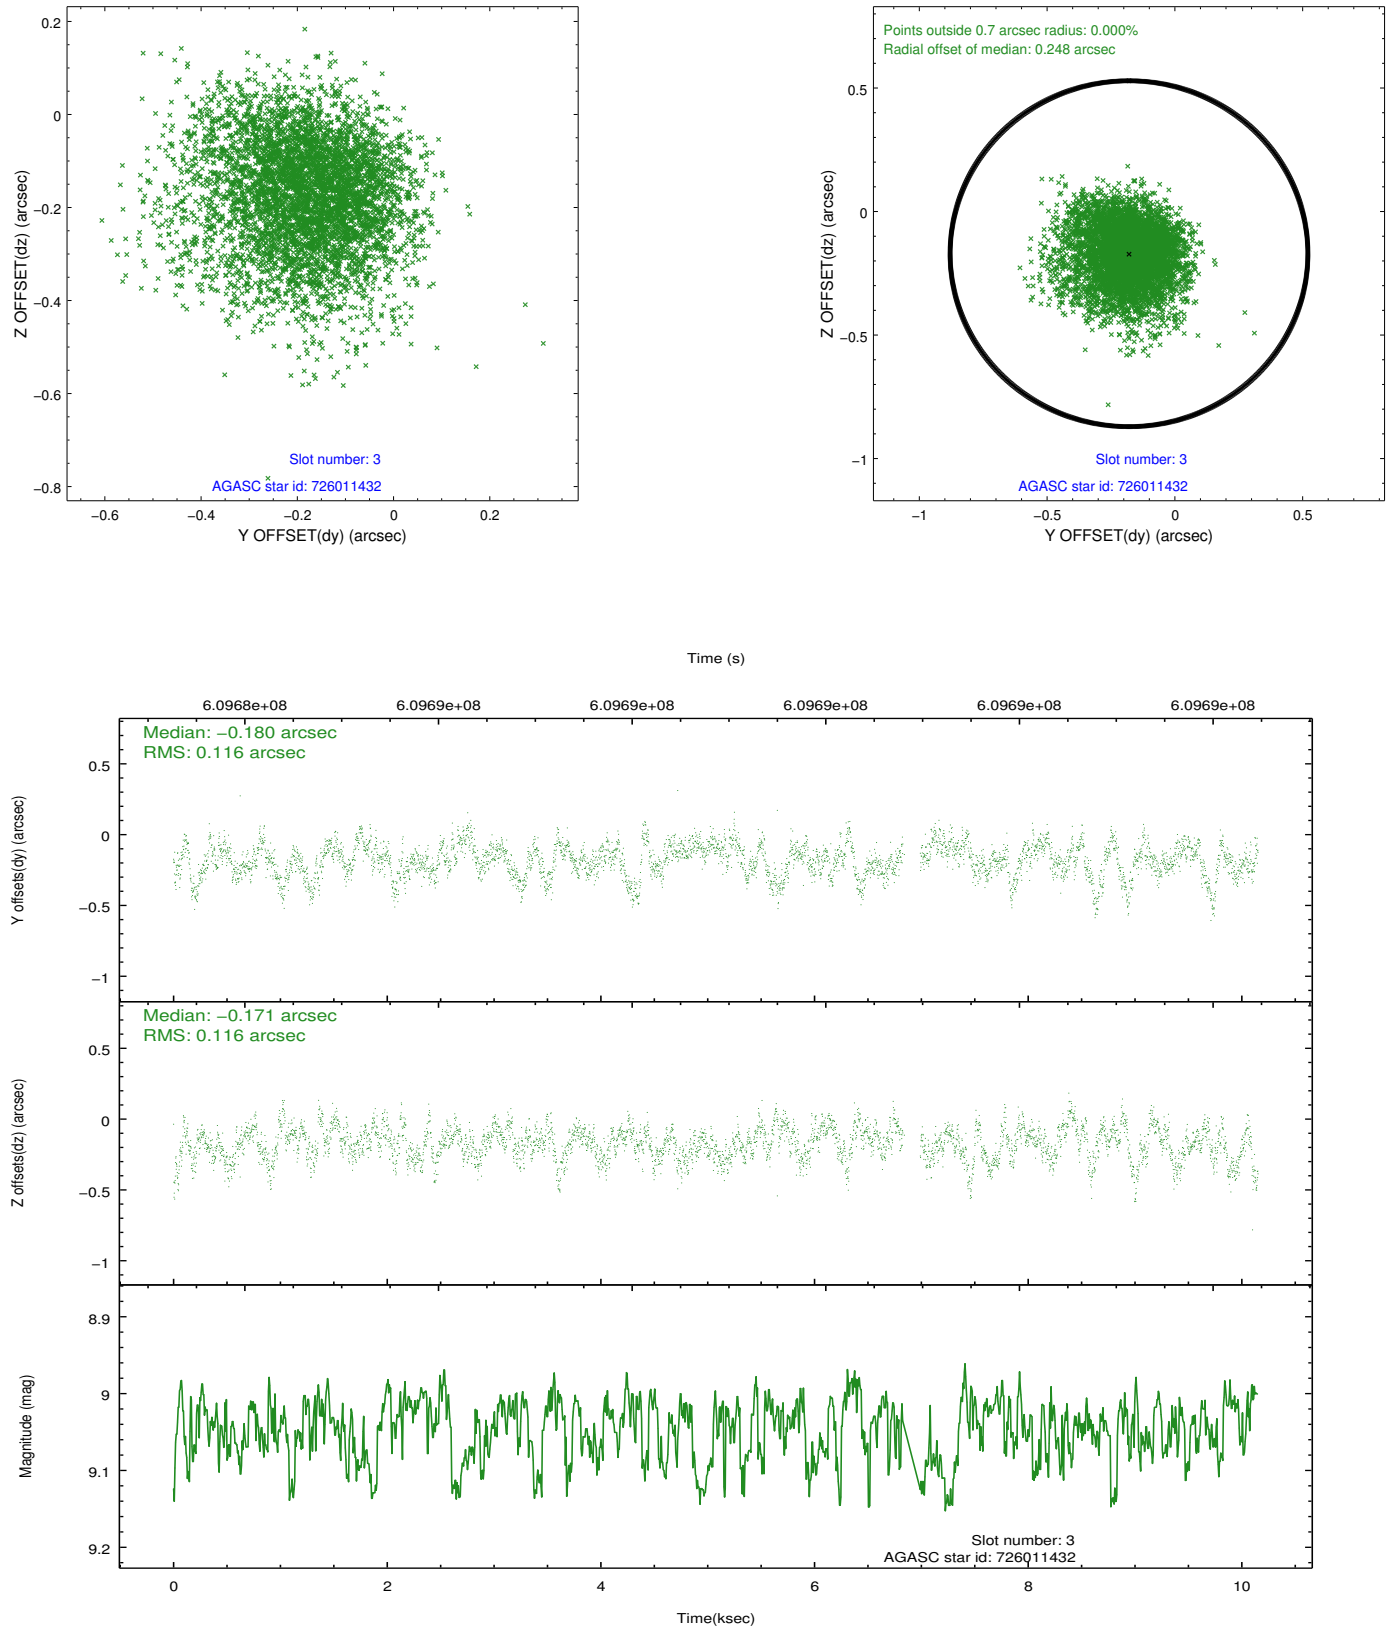 0.2
0
−0.2
−0.4
−0.6
−0.8
Z OFFSET(dz) (arcsec)
Slot number: 3
AGASC star id: 726011432
−0.6 −0.4 −0.2 0 0.2
Y OFFSET(dy) (arcsec)
Points outside 0.7 arcsec radius: 0.000%
Radial offset of median: 0.248 arcsec
0.5
0
−0.5
−1
Z OFFSET(dz) (arcsec)
Slot number: 3
AGASC star id: 726011432
−1 −0.5 0 0.5
Y OFFSET(dy) (arcsec)
Time (s)
6.0968e+08 6.0969e+08 6.0969e+08 6.0969e+08 6.0969e+08 6.0969e+08
Median: −0.180 arcsec
RMS: 0.116 arcsec
0.5
0
−0.5
−1
Y offsets(dy) (arcsec)
Median: −0.171 arcsec
RMS: 0.116 arcsec
0.5
0
−0.5
−1
Z offsets(dz) (arcsec)
8.9
9
9.1
9.2
Magnitude (mag)
Slot number: 3
AGASC star id: 726011432
0 2 4 6 8 10
Time(ksec)